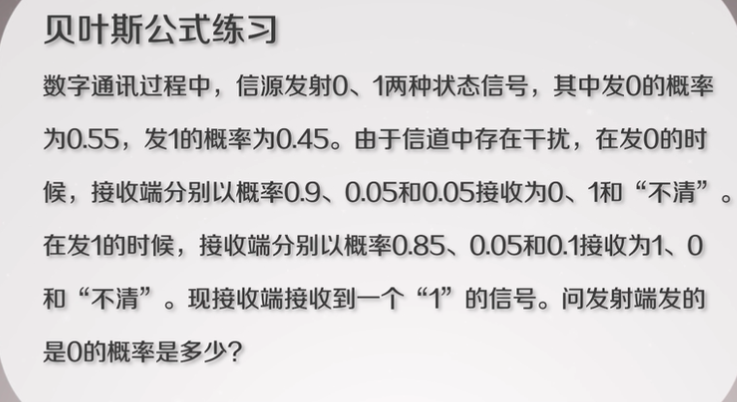 贝叶斯公式练习
数字通讯过程中，信源发射0、1两种状态信号，其中发0的概率
为0.55，发1的概率为0.45。由于信道中存在干扰，在发0的时
候，接收端分别以概率0.9、0.05和0.05接收为0、1和“不清”。
在发1的时候，接收端分别以概率0.85、0.05和0.1接收为1、0
和“不清”。现接收端接收到一个“1”的信号。问发射端发的
是0的概率是多少?